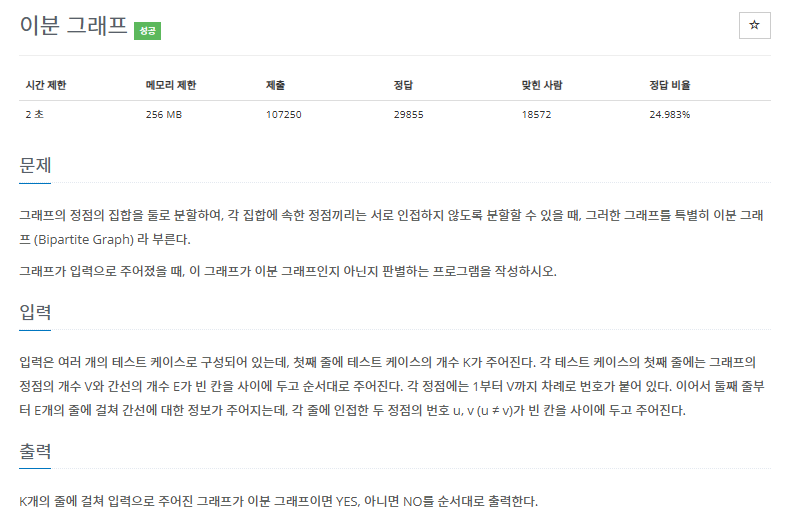 이분 그래프 성공
☆
시간 제한 메모리 제한 제출 정답 맞힌 사람 정답 비율
2 초 256 MB 107250 29855 18572 24.983%
문제
그래프의 정점의 집합을 둘로 분할하여, 각 집합에 속한 정점끼리는 서로 인접하지 않도록 분할할 수 있을 때, 그러한 그래프를 특별히 이분 그래
프 (Bipartite Graph) 라 부른다.
그래프가 입력으로 주어졌을 때, 이 그래프가 이분 그래프인지 아닌지 판별하는 프로그램을 작성하시오.
입력
입력은 여러 개의 테스트 케이스로 구성되어 있는데, 첫째 줄에 테스트 케이스의 개수 K가 주어진다. 각 테스트 케이스의 첫째 줄에는 그래프의
정점의 개수 V와 간선의 개수 E가 빈 칸을 사이에 두고 순서대로 주어진다. 각 정점에는 1부터 V까지 차례로 번호가 붙어 있다. 이어서 둘째 줄부
터 E개의 줄에 걸쳐 간선에 대한 정보가 주어지는데, 각 줄에 인접한 두 정점의 번호 u, v (u ≠ v)가 빈 칸을 사이에 두고 주어진다.
출력
K개의 줄에 걸쳐 입력으로 주어진 그래프가 이분 그래프이면 YES, 아니면 NO를 순서대로 출력한다.